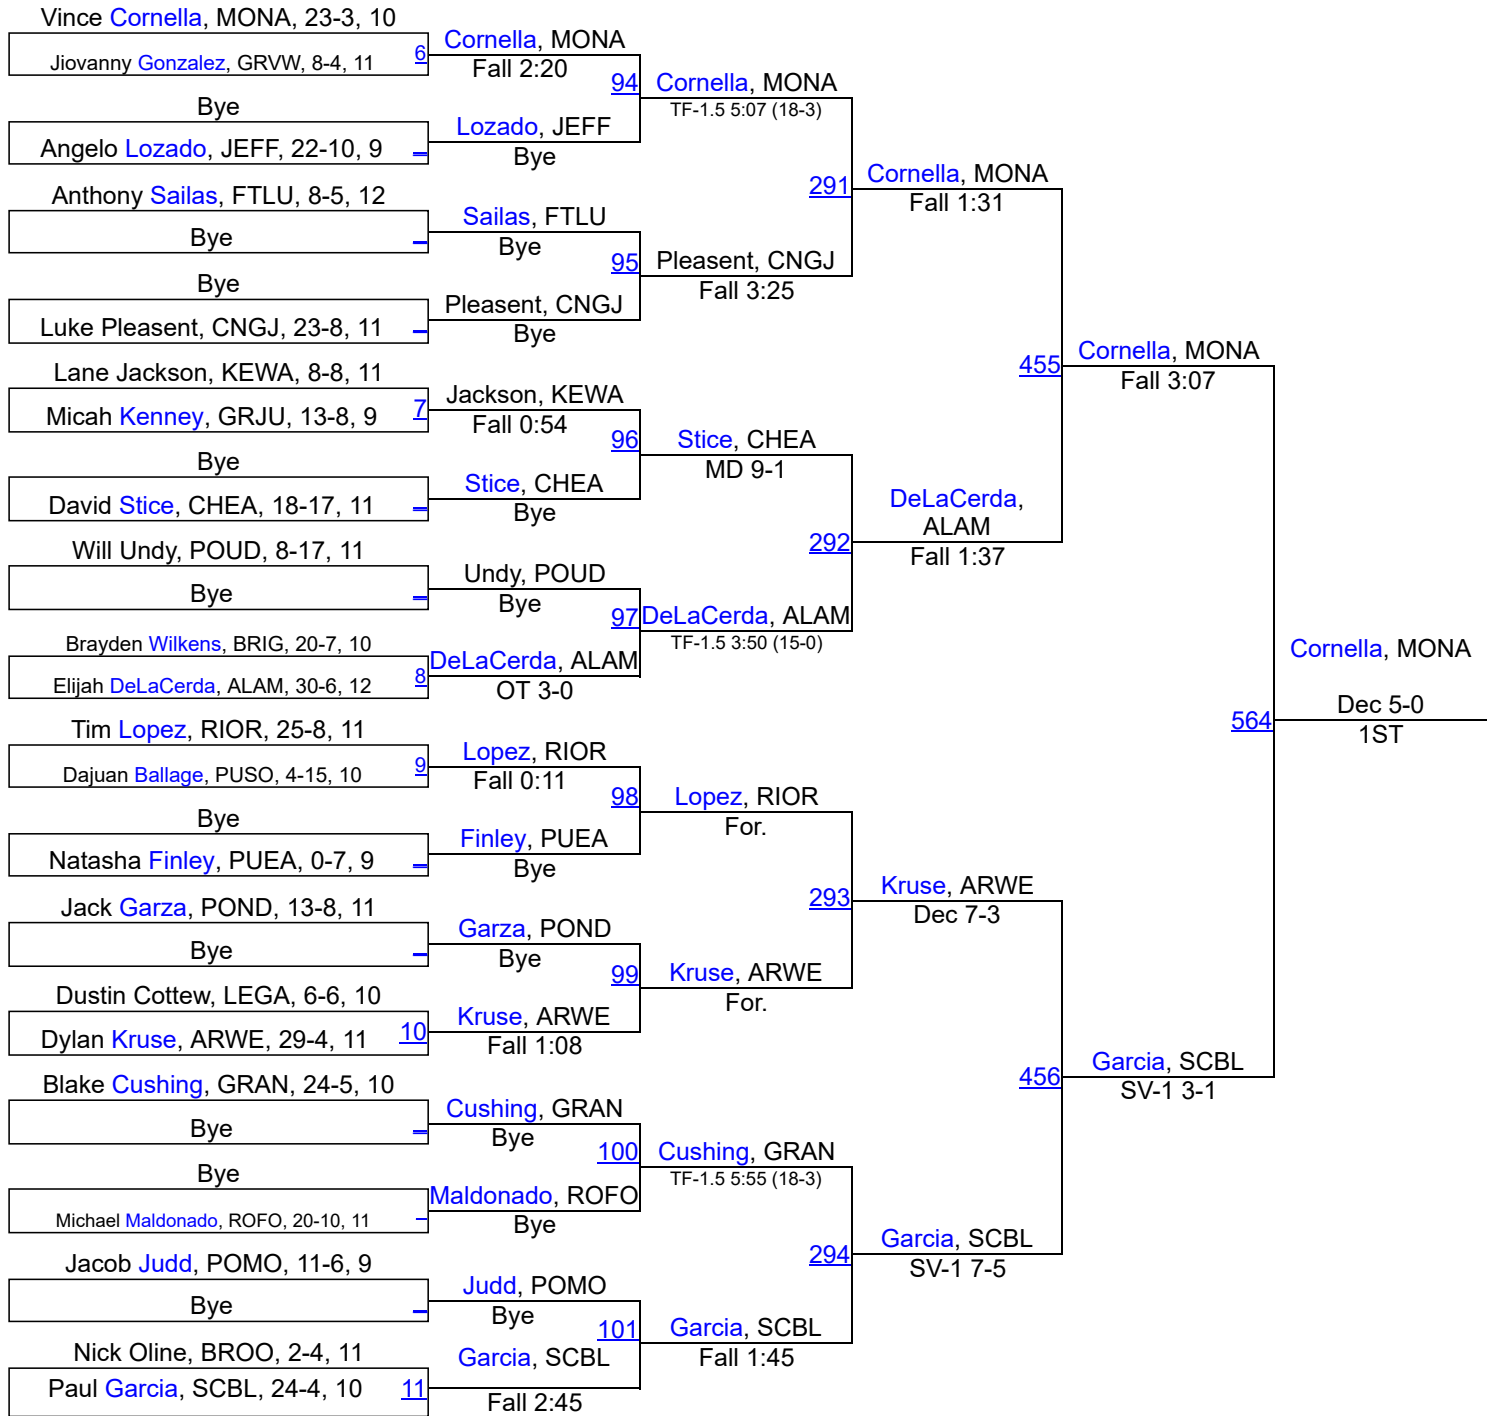 Vince Cornella, MONA, 23-3, 10
Jiovanny Gonzalez, GRVW, 8-4, 11
6
Bye
Angelo Lozado, JEFF, 22-10, 9
Anthony Sailas, FTLU, 8-5, 12
Bye
Bye
Luke Pleasent, CNGJ, 23-8, 11
Lane Jackson, KEWA, 8-8, 11
Micah Kenney, GRJU, 13-8, 9
7
Bye
David Stice, CHEA, 18-17, 11
Will Undy, POUD, 8-17, 11
Bye
Brayden Wilkens, BRIG, 20-7, 10
Elijah DeLaCerda, ALAM, 30-6, 12
8
Tim Lopez, RIOR, 25-8, 11
Dajuan Ballage, PUSO, 4-15, 10
9
Bye
Natasha Finley, PUEA, 0-7, 9
Jack Garza, POND, 13-8, 11
Bye
Dustin Cottew, LEGA, 6-6, 10
Dylan Kruse, ARWE, 29-4, 11
10
Blake Cushing, GRAN, 24-5, 10
Bye
Bye
Michael Maldonado, ROFO, 20-10, 11
Jacob Judd, POMO, 11-6, 9
Bye
Nick Oline, BROO, 2-4, 11
Paul Garcia, SCBL, 24-4, 10
11
Cornella, MONA
Fall 2:20
94
Lozado, JEFF
Bye
Sailas, FTLU
Bye
95
Pleasent, CNGJ
Bye
Jackson, KEWA
Fall 0:54
96
Stice, CHEA
Bye
Undy, POUD
Bye
97
DeLaCerda, ALAM
OT 3-0
Lopez, RIOR
Fall 0:11
98
Finley, PUEA
Bye
Garza, POND
Bye
99
Kruse, ARWE
Fall 1:08
Cushing, GRAN
Bye
100
Maldonado, ROFO
Bye
Judd, POMO
Bye
101
Garcia, SCBL
Fall 2:45
Cornella, MONA
TF-1.5 5:07 (18-3)
291
Pleasent, CNGJ
Fall 3:25
Stice, CHEA
MD 9-1
292
DeLaCerda, ALAM
TF-1.5 3:50 (15-0)
Lopez, RIOR
For.
293
Kruse, ARWE
For.
Cushing, GRAN
TF-1.5 5:55 (18-3)
294
Garcia, SCBL
Fall 1:45
Cornella, MONA
Fall 1:31
455
DeLaCerda,
ALAM
Fall 1:37
Kruse, ARWE
Dec 7-3
456
Garcia, SCBL
SV-1 7-5
Cornella, MONA
Fall 3:07
564
Garcia, SCBL
SV-1 3-1
Cornella, MONA
Dec 5-0
1ST